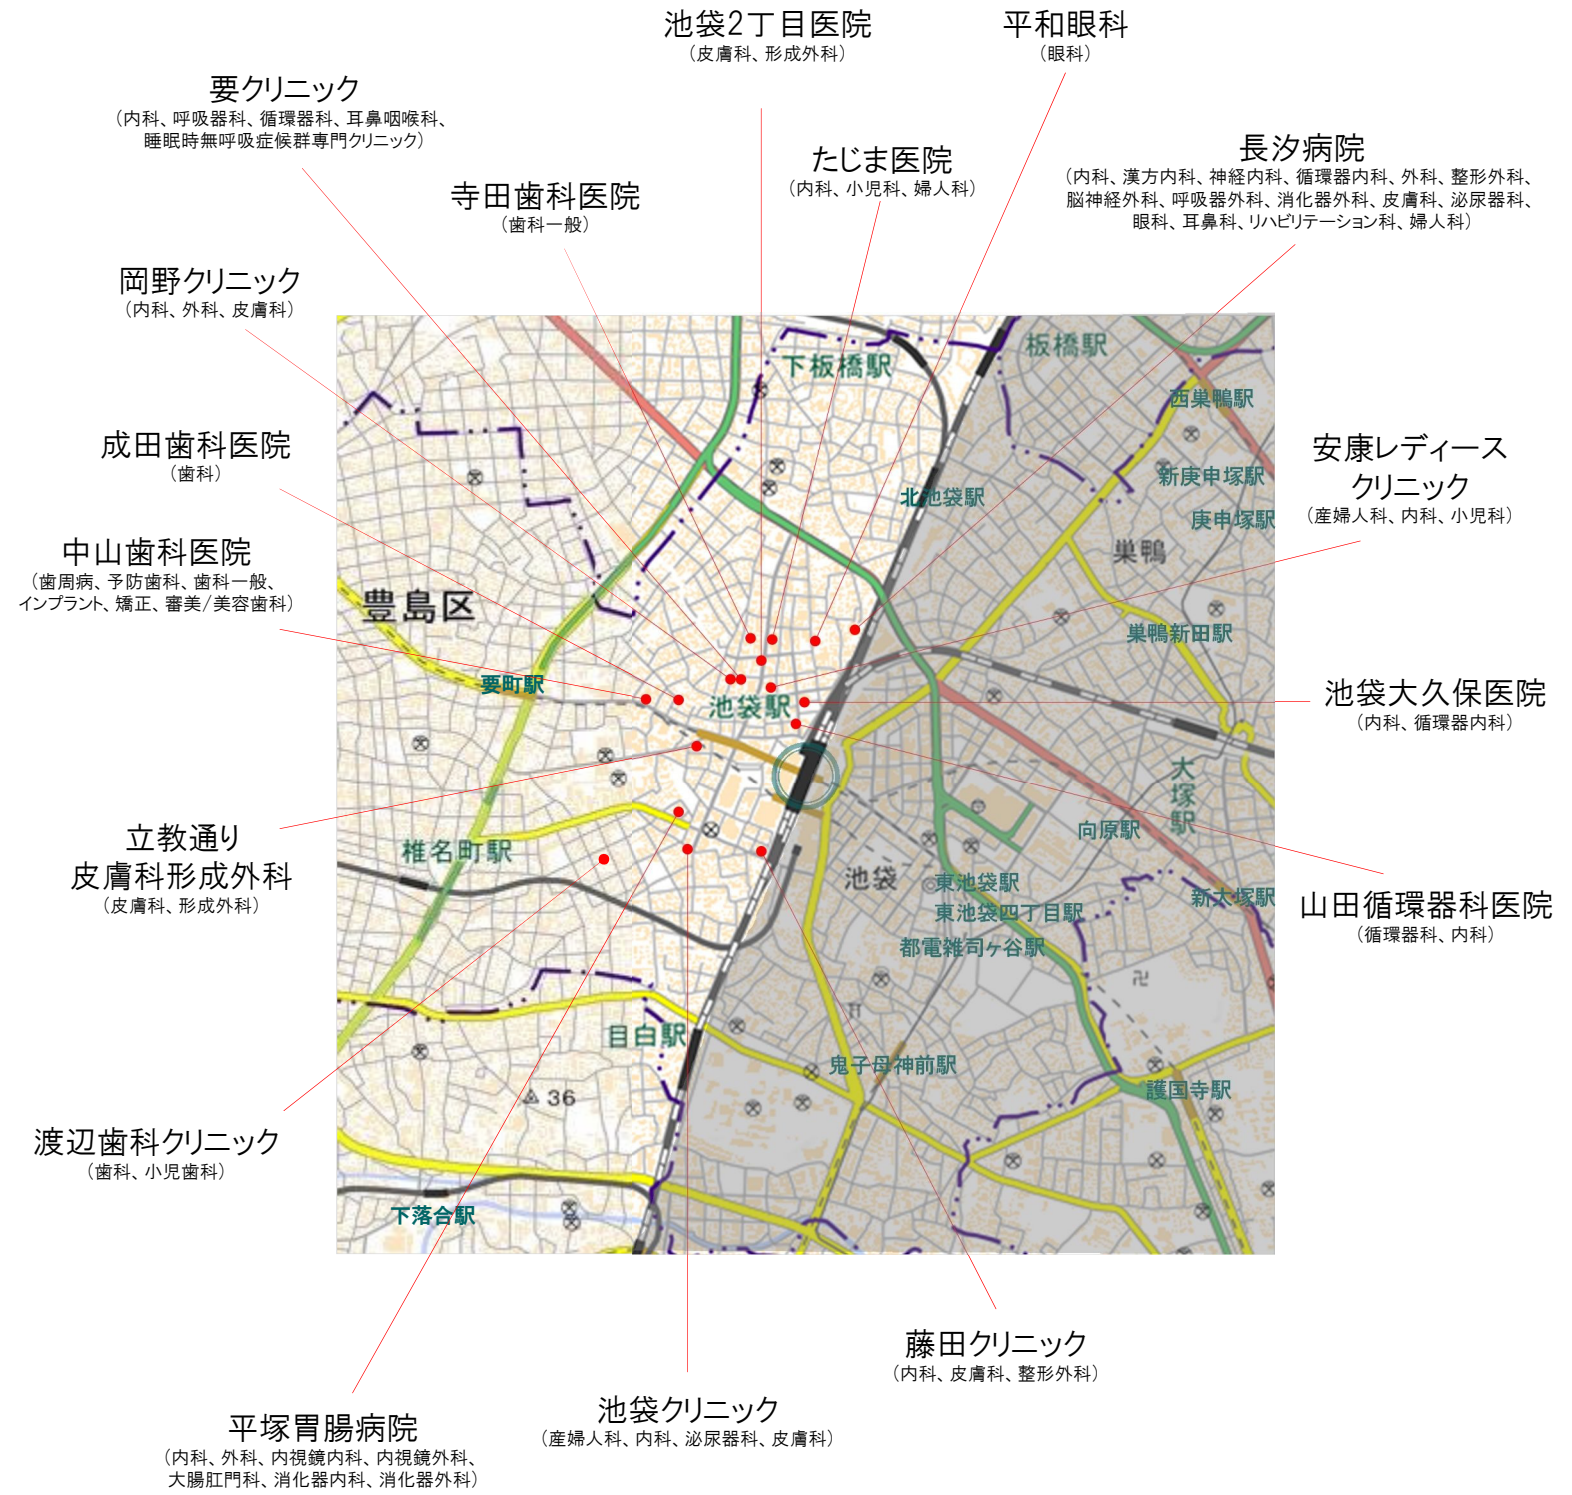 池袋2丁目医院
（皮膚科、形成外科）
平和眼科
（眼科）
要クリニック
（内科、呼吸器科、循環器科、耳鼻咽喉科、
睡眠時無呼吸症候群専門クリニック）
たじま医院
（内科、小児科、婦人科）
長汐病院
（内科、漢方内科、神経内科、循環器内科、外科、整形外科、
脳神経外科、呼吸器外科、消化器外科、皮膚科、泌尿器科、
眼科、耳鼻科、リハビリテーション科、婦人科）
寺田歯科医院
（歯科一般）
岡野クリニック
（内科、外科、皮膚科）
成田歯科医院
（歯科）
安康レディース
クリニック
（産婦人科、内科、小児科）
中山歯科医院
（歯周病、予防歯科、歯科一般、
インプラント、矯正、審美/美容歯科）
池袋大久保医院
（内科、循環器内科）
立教通り
皮膚科形成外科
（皮膚科、形成外科）
山田循環器科医院
（循環器科、内科）
渡辺歯科クリニック
（歯科、小児歯科）
藤田クリニック
（内科、皮膚科、整形外科）
池袋クリニック
（産婦人科、内科、泌尿器科、皮膚科）
平塚胃腸病院
（内科、外科、内視鏡内科、内視鏡外科、
大腸肛門科、消化器内科、消化器外科）
板橋駅
下板橋駅
西巣鴨駅
新庚申塚駅
北池袋駅
庚申塚駅
巣鴨
豊島区
巣鴨新田駅
要町駅
池袋駅
大塚駅
向原駅
椎名町駅
池袋
東池袋駅
新大塚駅
東池袋四丁目駅
都電雑司ヶ谷駅
卍
目白駅
鬼子母神前駅
護国寺駅
36
下落合駅